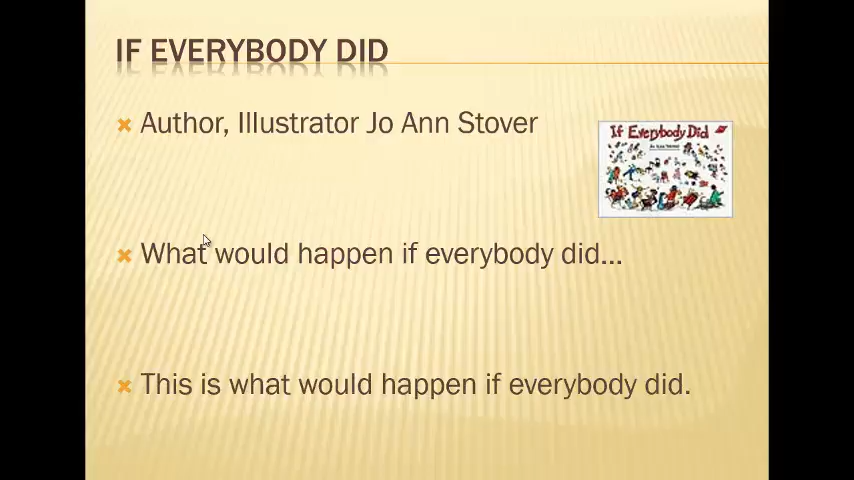 IF EVERYBODY DID
Author, Illustrator Jo Ann Stover
If Everybody Did
What would happen if everybody did...
This is what would happen if everybody did.